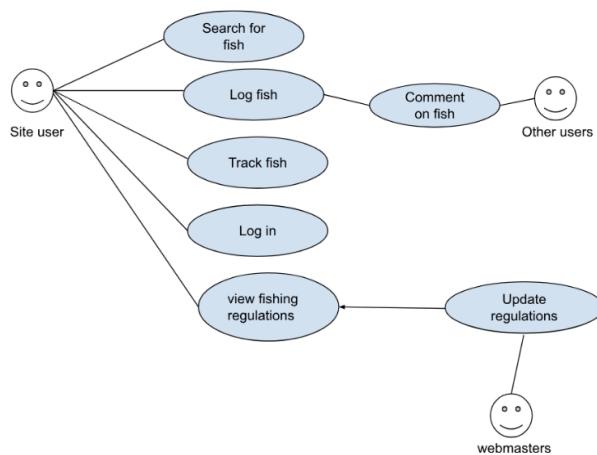 Search for
fish
Site user
Log fish
Comment
on fish
Other users
Track fish
Log in
view fishing
regulations
Update
regulations
webmasters